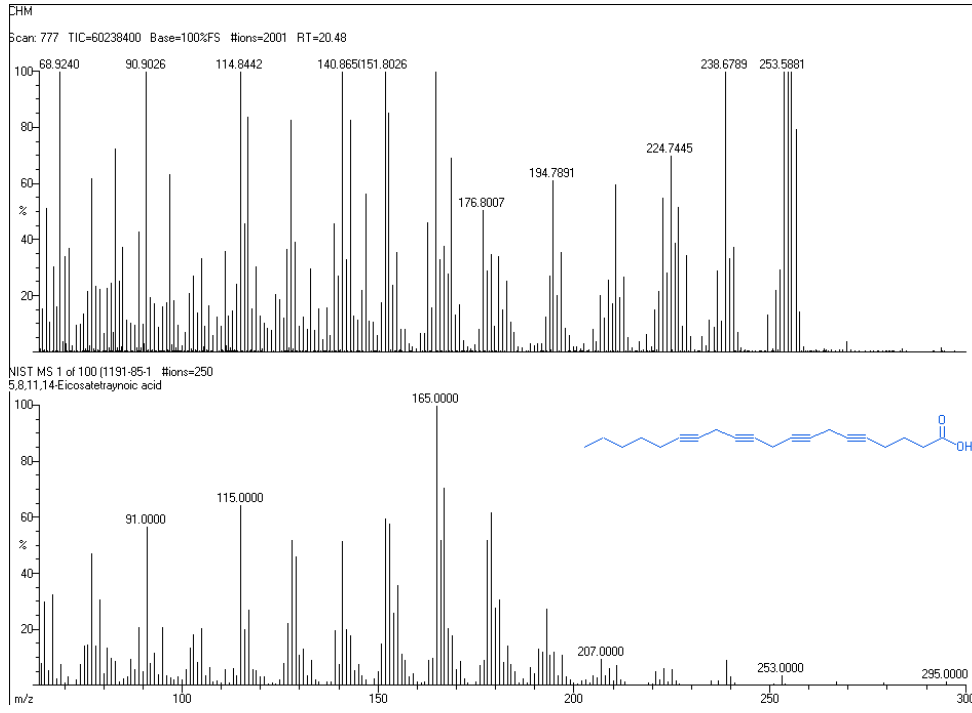 CHM
Scan: 777 TIC=60238400 Base=100%FS #ions=2001 RT=20.48
68.9240 90.9026 114.8442 140.865(151.8026 238.6789 253.5881
100
80
224.7445
60
194.7891
%
176.8007
40
20
NIST MS 1 of 100 (1191-85-1 #ions=250
5,8,11,14-Eicosatetraynoic acid
100
165.0000
O
OH
80
115.0000
60
91.0000
%
40
20
207.0000
253.0000
295.0000
m/z 100 150 200 250 300